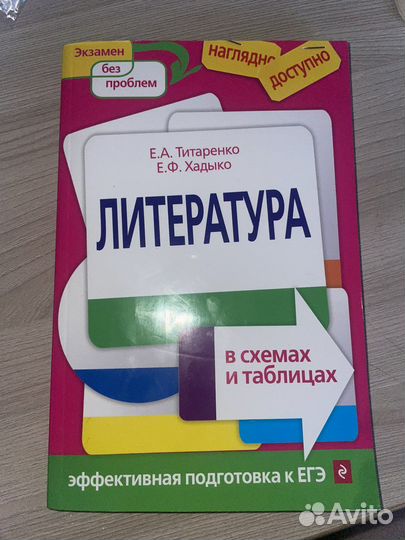 Экзамен
без
проблем
наглядно
доступно
Е.А. Титаренко
Е.Ф. Хадыко
ЛИТЕРАТУРА
в схемах
и таблицах
эффективная подготовка к ЕГЭ
Avito